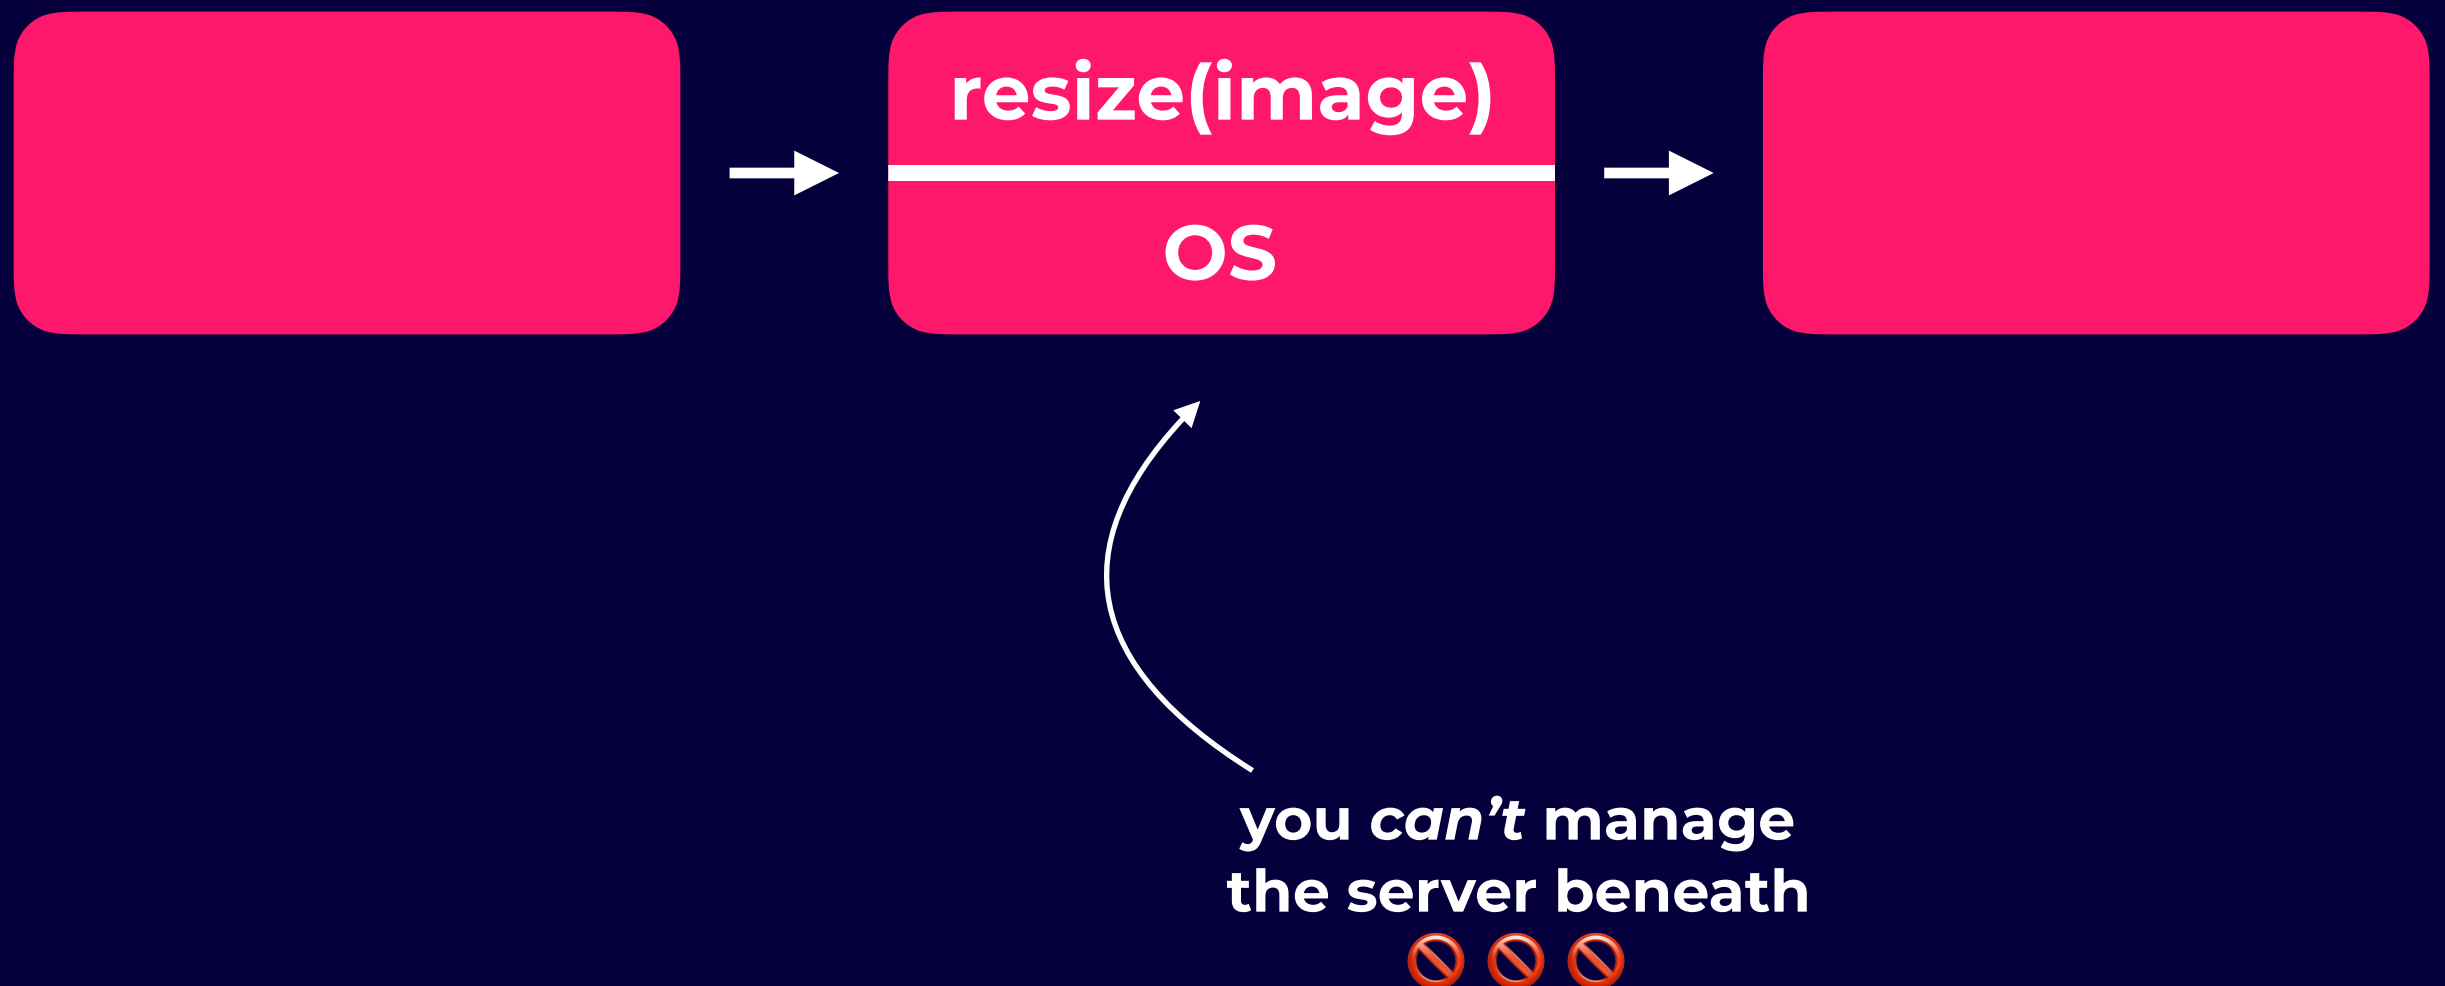 resize(image)
OS
you can’t manage
the server beneath
🚫 🚫 🚫